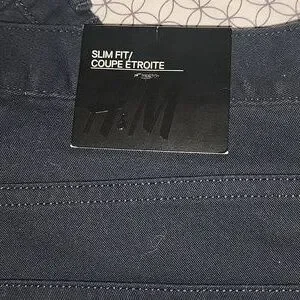 SLIM FIT/
COUPE ÉTROITE
H&M